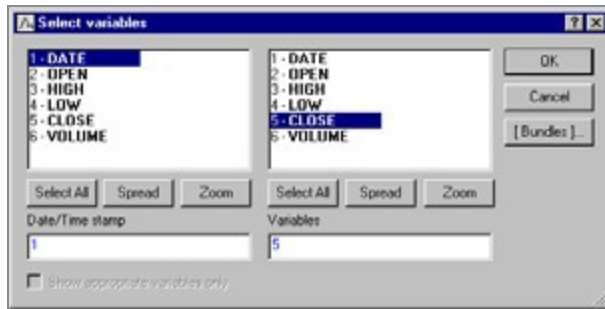 Select variables
1 - DATE
2 - OPEN
3 - HIGH
4 - LOW
5 - CLOSE
6 - VOLUME
1 - DATE
2 - OPEN
3 - HIGH
4 - LOW
5 - CLOSE
6 - VOLUME
OK
Cancel
[ Bundles ]...
Select All Spread Zoom
Select All Spread Zoom
Date/Time stamp
Variables
1
5
Show appropriate variables only